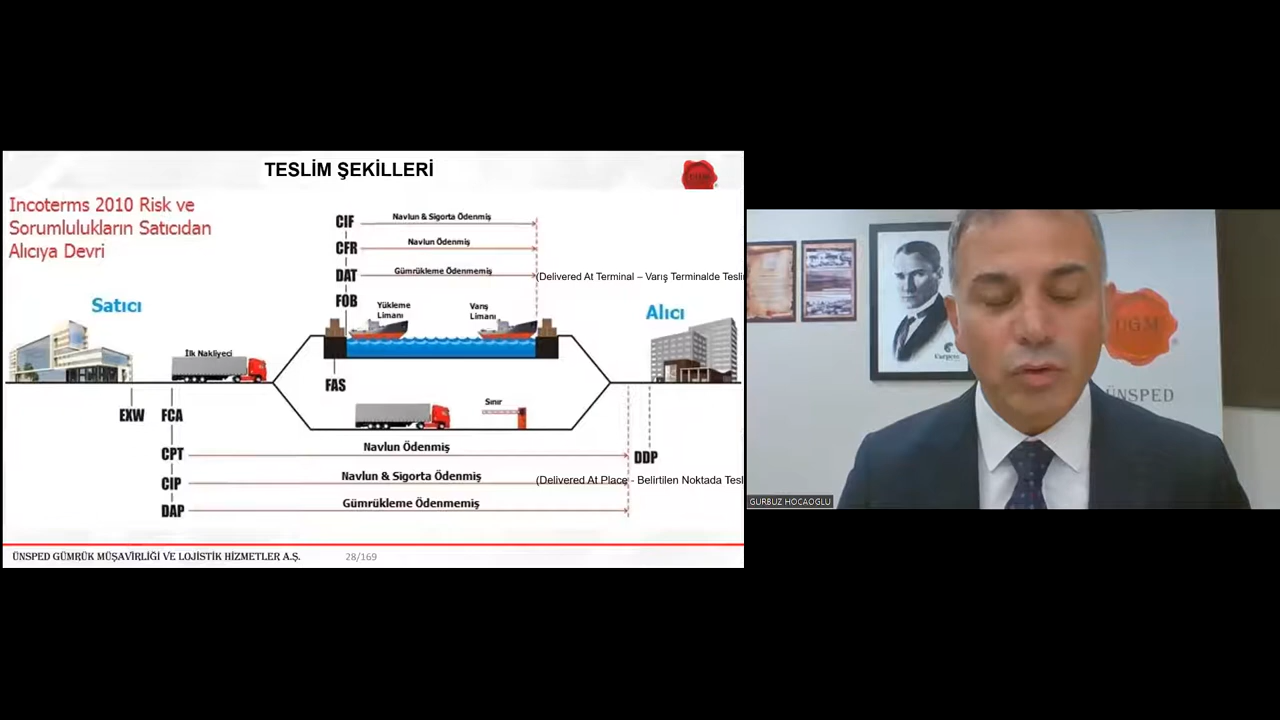 TESLİM ŞEKİLLERİ
Incoterms 2010 Risk ve
Sorumlulukların Satıcıdan
Alıcıya Devri
CIF
Navlun & Sigorta Ödenmiş
CFR
Navlun Ödenmiş
DAT
Gümrükleme Ödenmemiş
(Delivered At Terminal – Varış Terminalde Tesli
FOB
Yükleme
Limanı
Varış
Limanı
Satıcı
Alıcı
İlk Nakliyeci
FAS
EXW
FCA
Sınır
CPT
Navlun Ödenmiş
DDP
CIP
Navlun & Sigorta Ödenmiş
(Delivered At Place - Belirtilen Noktada Tesl
DAP
Gümrükleme Ödenmemiş
ÜNSPED GÜMRÜK MÜŞAVİRLİĞİ VE LOJİSTİK HİZMETLER A.Ş.
28/169
UGM
ÜNSPED
GURBUZ HOCAOGLU